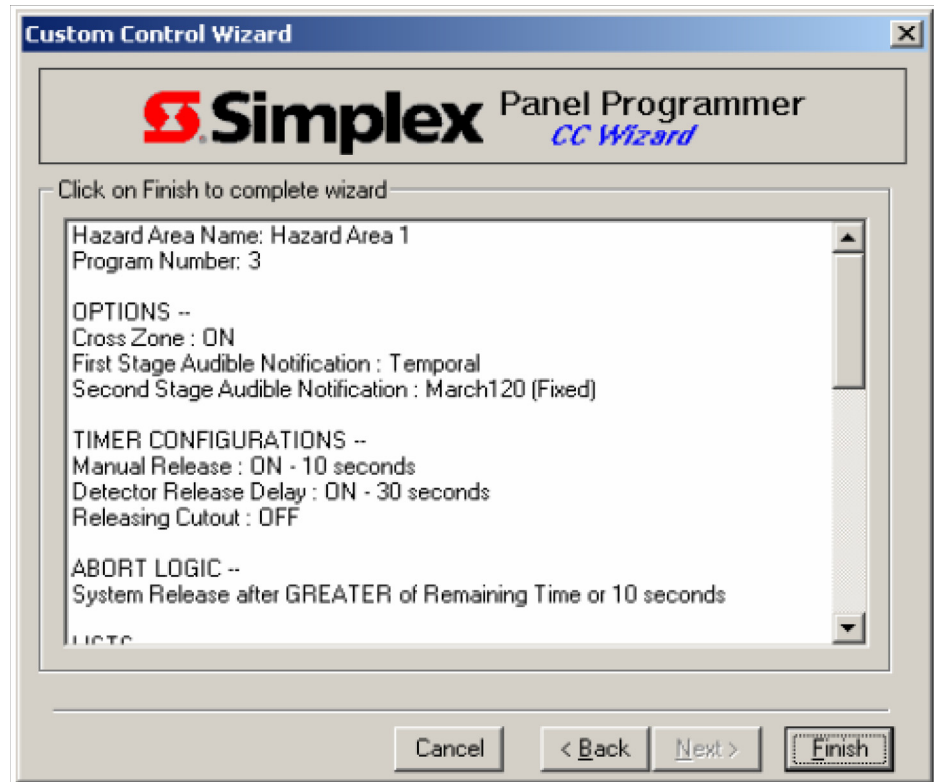 Custom Control Wizard
Simplex Panel Programmer
CC Wizard
Click on Finish to complete wizard
Hazard Area Name: Hazard Area 1
Program Number: 3
OPTIONS --
Cross Zone : ON
First Stage Audible Notification : Temporal
Second Stage Audible Notification : March120 (Fixed)
TIMER CONFIGURATIONS --
Manual Release : ON - 10 seconds
Detector Release Delay : ON - 30 seconds
Releasing Cutout : OFF
ABORT LOGIC --
System Release after GREATER of Remaining Time or 10 seconds
LISTS
Cancel
< Back
Next >
Finish